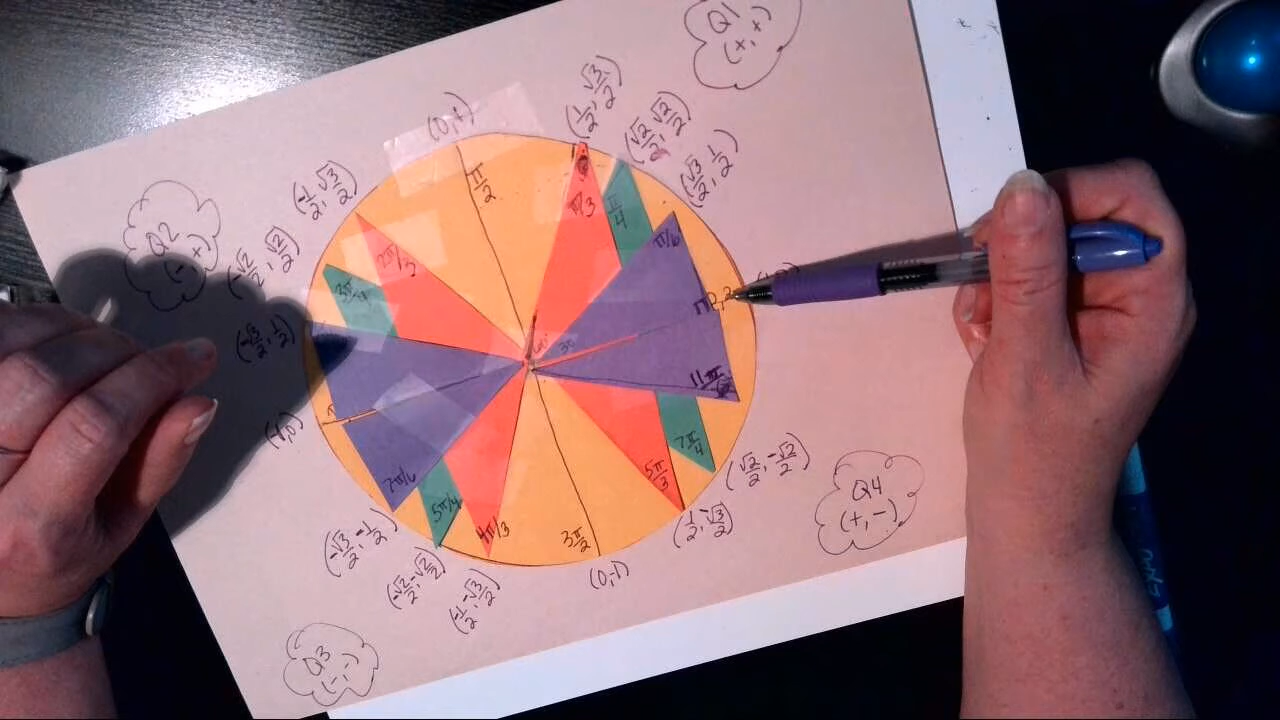 Q1
(+,+)
(0,1)
(1/2, √3/2)
(√2/2, √2/2)
(√3/2, 1/2)
π/2
π/3
π/4
π/6
Q2
(-,+)
(-1/2, √3/2)
(-√2/2, √2/2)
(-√3/2, 1/2)
2π/3
3π/4
60°
30
11π/6
π
(-1,0)
7π/6
5π/4
4π/3
3π/2
5π/3
7π/4
(√2/2, -√2/2)
(1/2, -√3/2)
(0,-1)
(-√3/2, -1/2)
(-√2/2, -√2/2)
(-1/2, -√3/2)
Q4
(+,-)
Q3
(-,-)